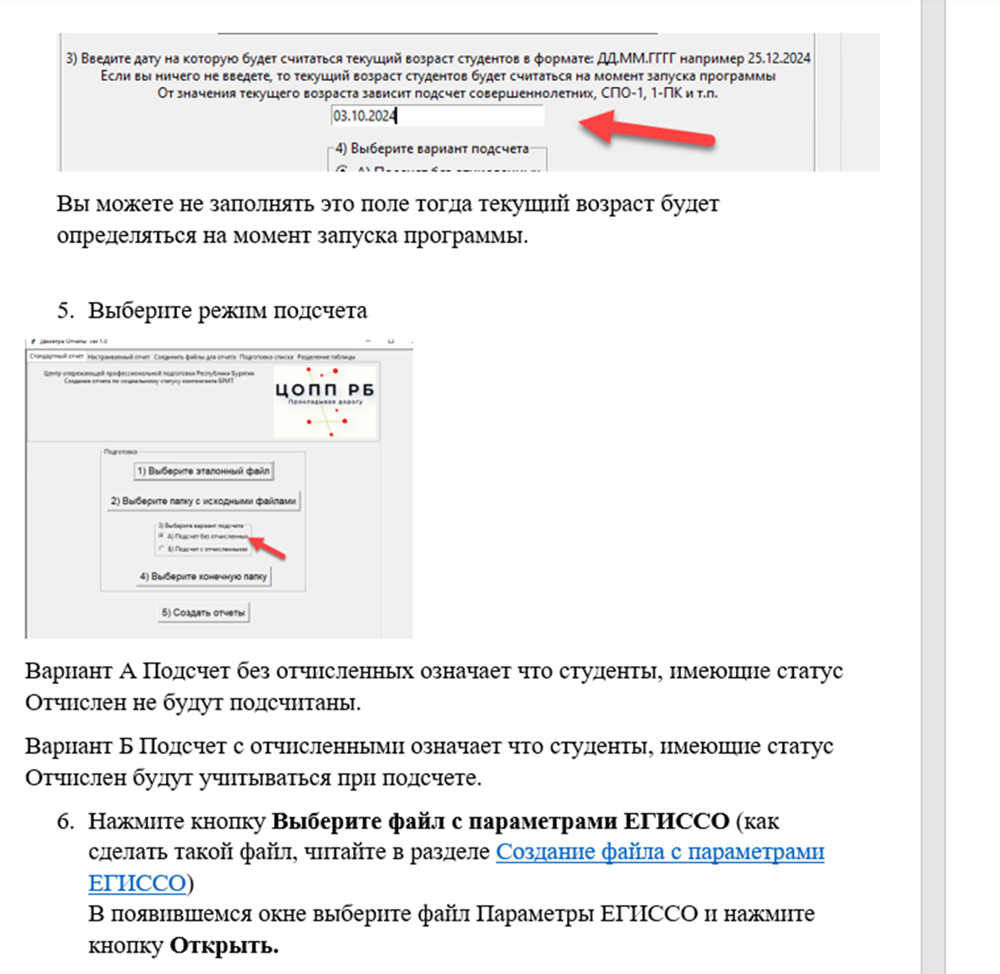 3) Введите дату на которую будет считаться текущий возраст студентов в формате: ДД.ММ.ГГГГ например 25.12.2024
Если вы ничего не введете, то текущий возраст студентов будет считаться на момент запуска программы
От значения текущего возраста зависит подсчет совершеннолетних, СПО-1, 1-ПК и т.п.
03.10.2024
4) Выберите вариант подсчета
Вы можете не заполнять это поле тогда текущий возраст будет
определяться на момент запуска программы.
5. Выберите режим подсчета
Деметра Отчеты ver 1.0
Стандартный отчет Настраиваемый отчет Соединить файлы для отчета Подготовка списка Разделение таблицы
Центр опережающей профессиональной подготовки Республики Бурятия
Создание отчета по социальному статусу контингента БРИТ
ЦОПП РБ
Прокладывая дорогу
Подготовка
1) Выберите эталонный файл
2) Выберите папку с исходными файлами
3) Выберите вариант подсчета
А) Подсчет без отчисленных
Б) Подсчет с отчисленными
4) Выберите конечную папку
5) Создать отчеты
Вариант А Подсчет без отчисленных означает что студенты, имеющие статус
Отчислен не будут подсчитаны.
Вариант Б Подсчет с отчисленными означает что студенты, имеющие статус
Отчислен будут учитываться при подсчете.
6. Нажмите кнопку Выберите файл с параметрами ЕГИССО (как
сделать такой файл, читайте в разделе Создание файла с параметрами
ЕГИССО)
В появившемся окне выберите файл Параметры ЕГИССО и нажмите
кнопку Открыть.